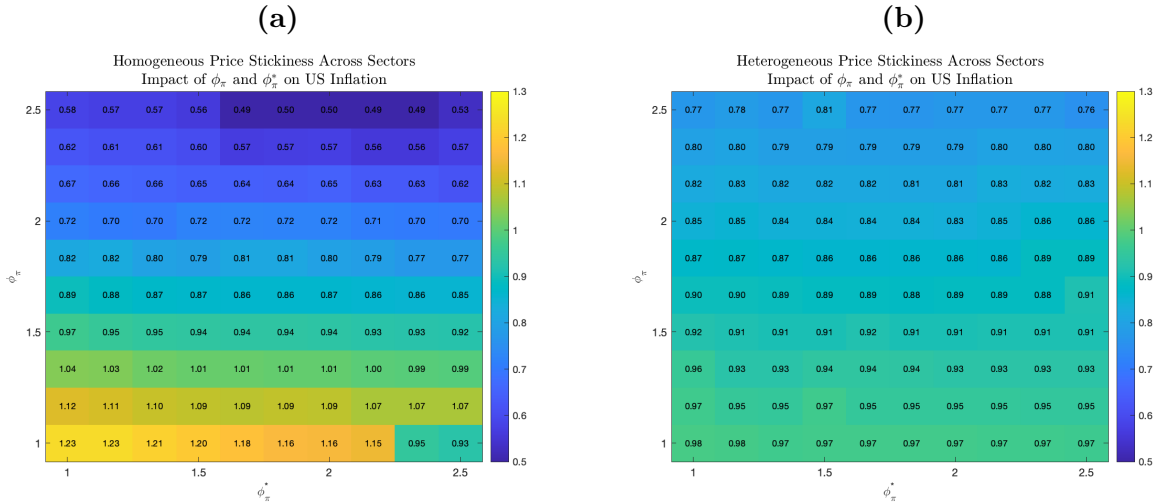 (a)
Homogeneous Price Stickiness Across Sectors
Impact of ϕπ and ϕ*π on US Inflation
2.5 0.58 0.57 0.57 0.56 0.49 0.50 0.50 0.49 0.49 0.53
0.62 0.61 0.61 0.60 0.57 0.57 0.57 0.56 0.56 0.57
0.67 0.66 0.66 0.65 0.64 0.64 0.65 0.63 0.63 0.62
2 0.72 0.70 0.70 0.72 0.72 0.72 0.72 0.71 0.70 0.70
0.82 0.82 0.80 0.79 0.81 0.81 0.80 0.79 0.77 0.77
0.89 0.88 0.87 0.87 0.86 0.86 0.87 0.86 0.86 0.85
1.5 0.97 0.95 0.95 0.94 0.94 0.94 0.94 0.93 0.93 0.92
1.04 1.03 1.02 1.01 1.01 1.01 1.01 1.00 0.99 0.99
1.12 1.11 1.10 1.09 1.09 1.09 1.09 1.07 1.07 1.07
1 1.23 1.23 1.21 1.20 1.18 1.16 1.16 1.15 0.95 0.93
1 1.5 2 2.5
ϕπ
ϕ*π
1.3
1.2
1.1
1
0.9
0.8
0.7
0.6
0.5
(b)
Heterogeneous Price Stickiness Across Sectors
Impact of ϕπ and ϕ*π on US Inflation
2.5 0.77 0.78 0.77 0.81 0.77 0.77 0.77 0.77 0.77 0.76
0.80 0.80 0.79 0.79 0.79 0.79 0.79 0.80 0.80 0.80
0.82 0.83 0.82 0.82 0.82 0.81 0.81 0.83 0.82 0.83
2 0.85 0.85 0.84 0.84 0.84 0.84 0.83 0.85 0.86 0.86
0.87 0.87 0.87 0.86 0.86 0.86 0.86 0.86 0.89 0.89
0.90 0.90 0.89 0.89 0.88 0.89 0.89 0.89 0.88 0.91
1.5 0.92 0.91 0.91 0.91 0.92 0.91 0.91 0.91 0.91 0.91
0.96 0.93 0.93 0.94 0.93 0.93 0.93 0.93 0.93 0.93
0.97 0.95 0.95 0.97 0.95 0.95 0.95 0.95 0.95 0.95
1 0.98 0.98 0.97 0.97 0.97 0.97 0.97 0.97 0.97 0.97
1 1.5 2 2.5
ϕπ
ϕ*π
1.3
1.2
1.1
1
0.9
0.8
0.7
0.6
0.5